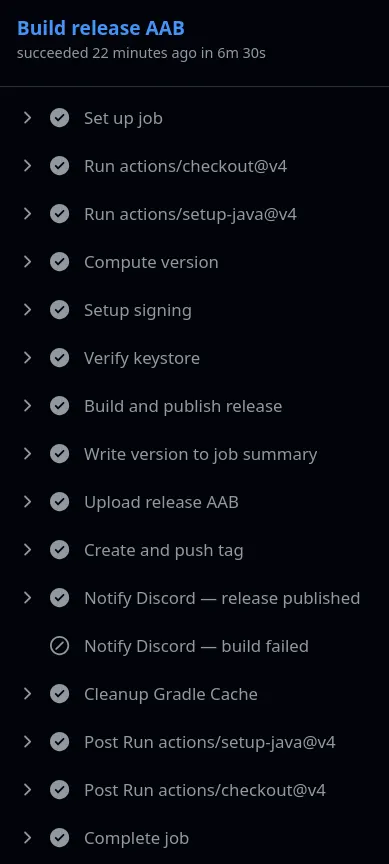 Build release AAB
succeeded 22 minutes ago in 6m 30s
Set up job
Run actions/checkout@v4
Run actions/setup-java@v4
Compute version
Setup signing
Verify keystore
Build and publish release
Write version to job summary
Upload release AAB
Create and push tag
Notify Discord — release published
Notify Discord — build failed
Cleanup Gradle Cache
Post Run actions/setup-java@v4
Post Run actions/checkout@v4
Complete job